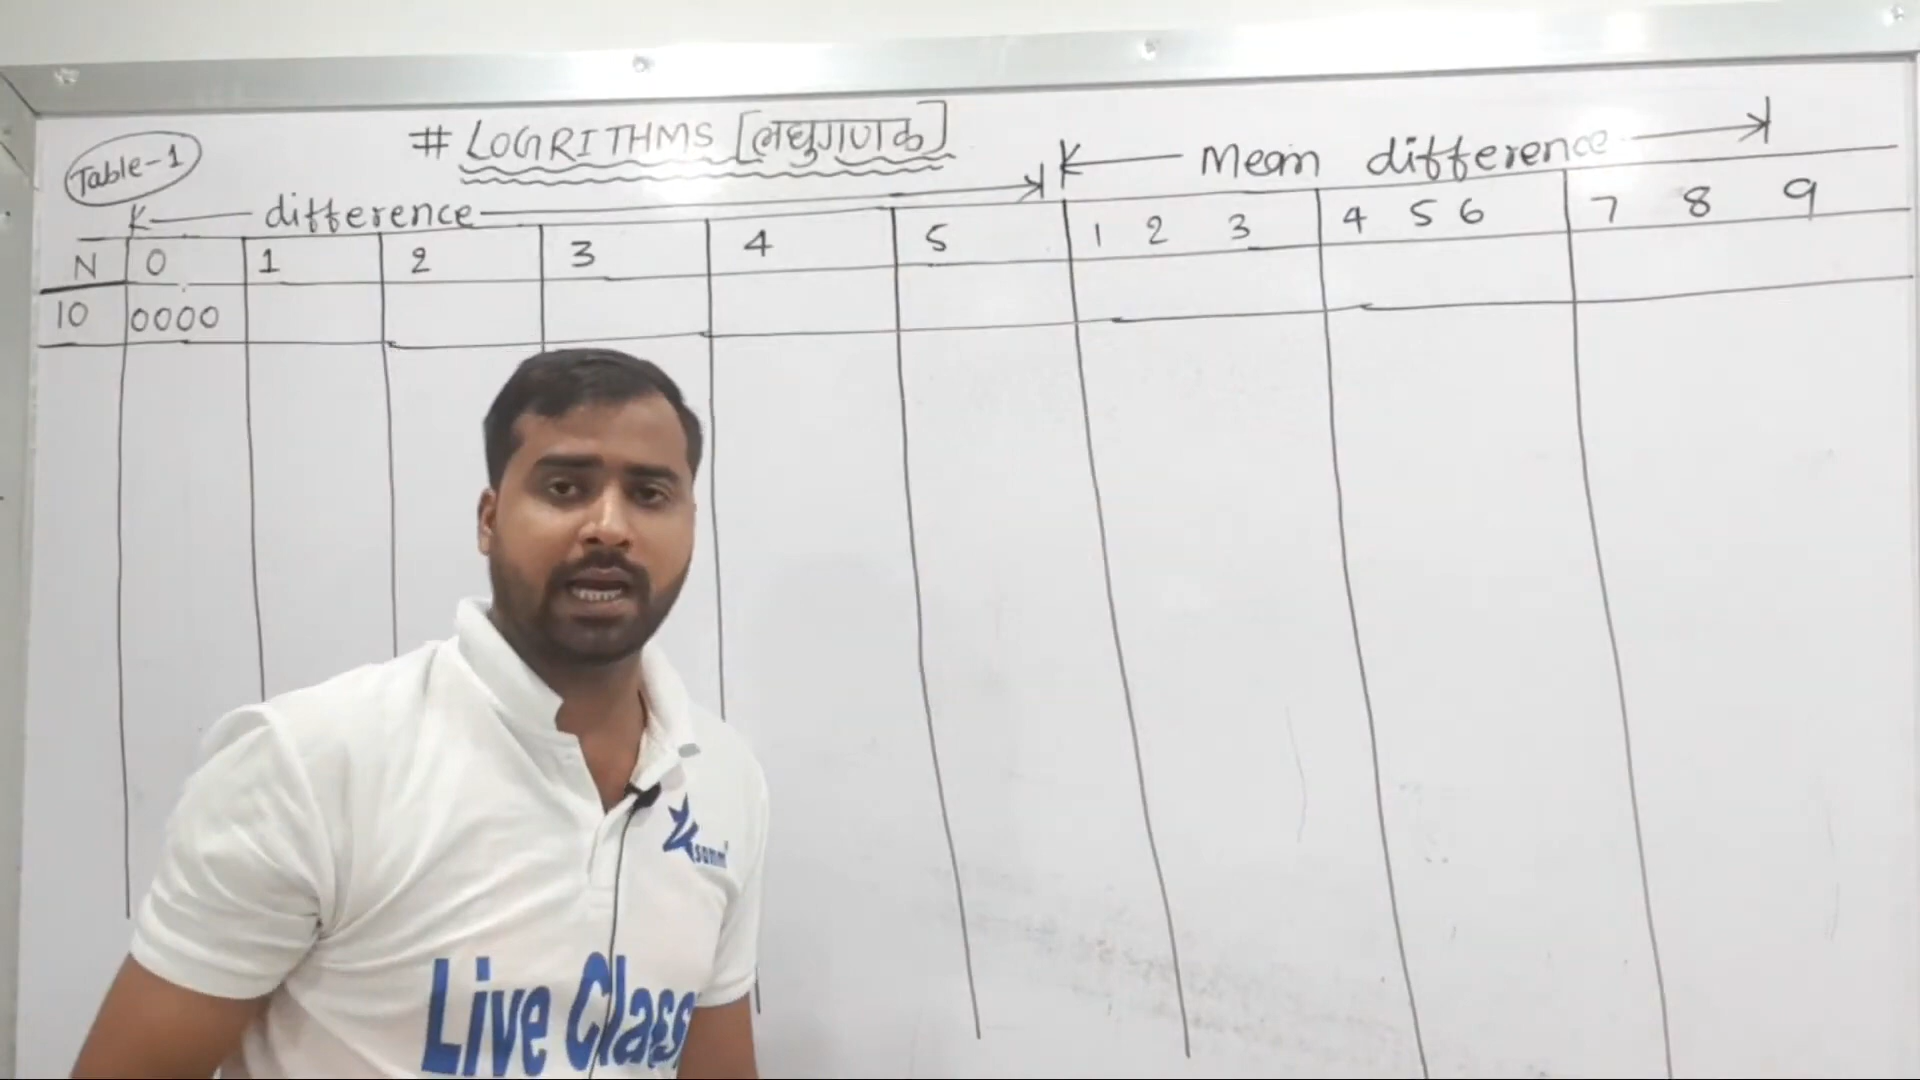 # LOGRITHMS [लघुगणक]
Table-1
difference
Mean difference
N 0 1 2 3 4 5 1 2 3 4 5 6 7 8 9
10 0000
Live Class